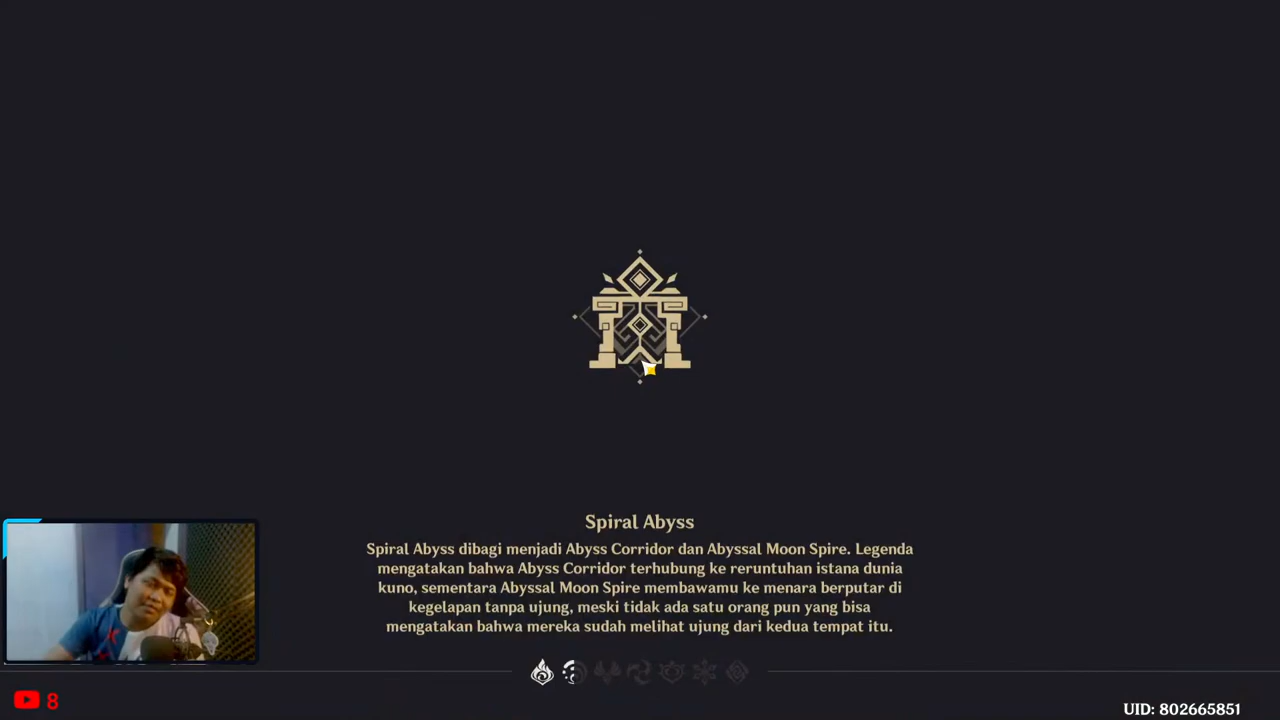 Spiral Abyss
Spiral Abyss dibagi menjadi Abyss Corridor dan Abyssal Moon Spire. Legenda
mengatakan bahwa Abyss Corridor terhubung ke reruntuhan istana dunia
kuno, sementara Abyssal Moon Spire membawamu ke menara berputar di
kegelapan tanpa ujung, meski tidak ada satu orang pun yang bisa
mengatakan bahwa mereka sudah melihat ujung dari kedua tempat itu.
8
UID: 802665851